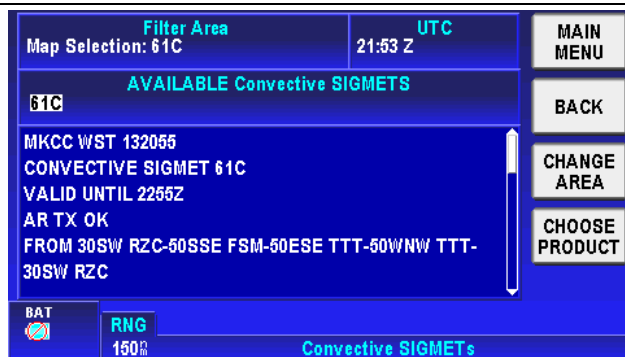 Filter Area
Map Selection: 61C
UTC
21:53 Z
AVAILABLE Convective SIGMETS
61C
MKCC WST 132055
CONVECTIVE SIGMET 61C
VALID UNTIL 2255Z
AR TX OK
FROM 30SW RZC-50SSE FSM-50ESE TTT-50WNW TTT-
30SW RZC
MAIN
MENU
BACK
CHANGE
AREA
CHOOSE
PRODUCT
BAT
RNG
150
Convective SIGMETs